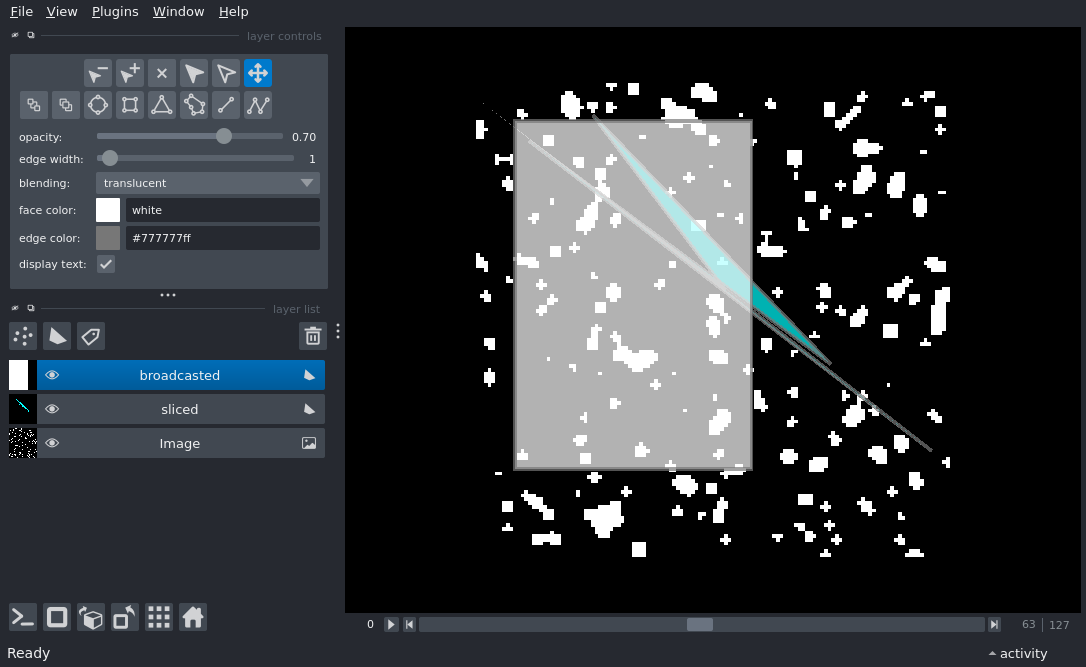 File View Plugins Window Help
layer controls
opacity: 0.70
edge width: 1
blending: translucent
face color: white
edge color: #777777ff
display text:
layer list
broadcasted
sliced
Image
0 63 127
Ready activity